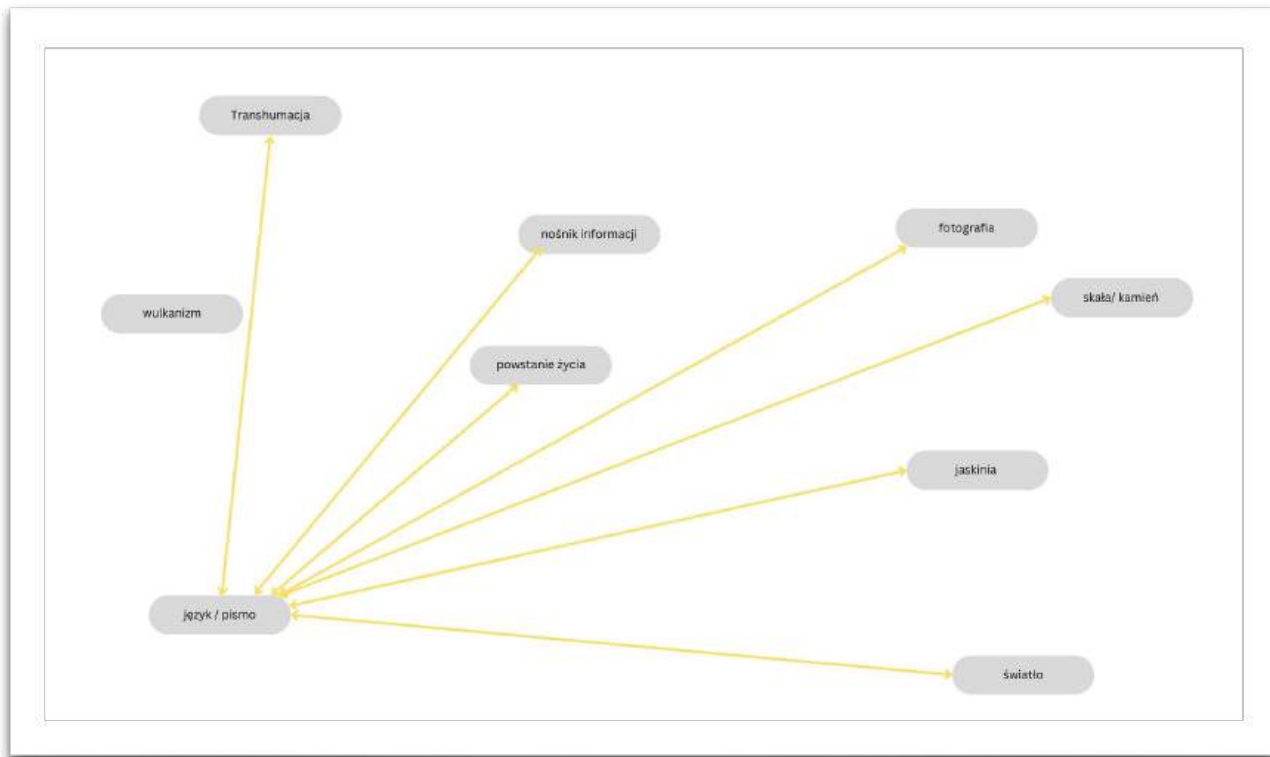 Transhumacja
nośnik informacji
fotografia
skała/ kamień
wulkanizm
powstanie życia
jaskinia
język / pismo
światło